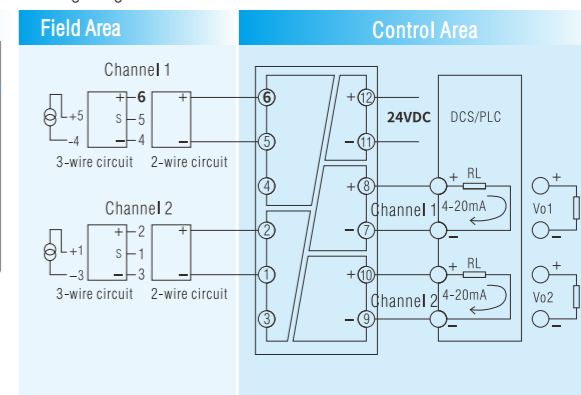 Field Area
Control Area
Channel 1
+5
-4
+ 6
S 5
− 4
+
−
3-wire circuit
2-wire circuit
Channel 2
+1
−3
+ 2
S 1
− 3
+
−
3-wire circuit
2-wire circuit
6
5
4
2
1
3
+ 12
− 11
+ 8
− 7
+ 10
− 9
24VDC
Channel 1
Channel 2
DCS/PLC
+ RL
4-20mA
−
+ RL
4-20mA
−
+
Vo1
−
+
Vo2
−